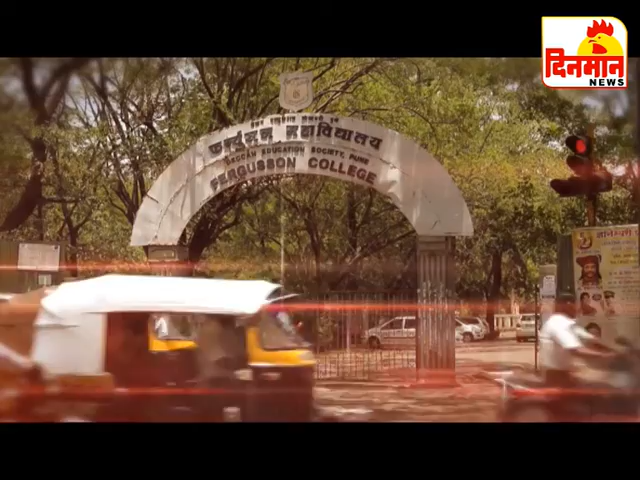 दिनमान
NEWS
फर्ग्युसन महाविद्यालय
DECCAN EDUCATION SOCIETY, PUNE
FERGUSSON COLLEGE